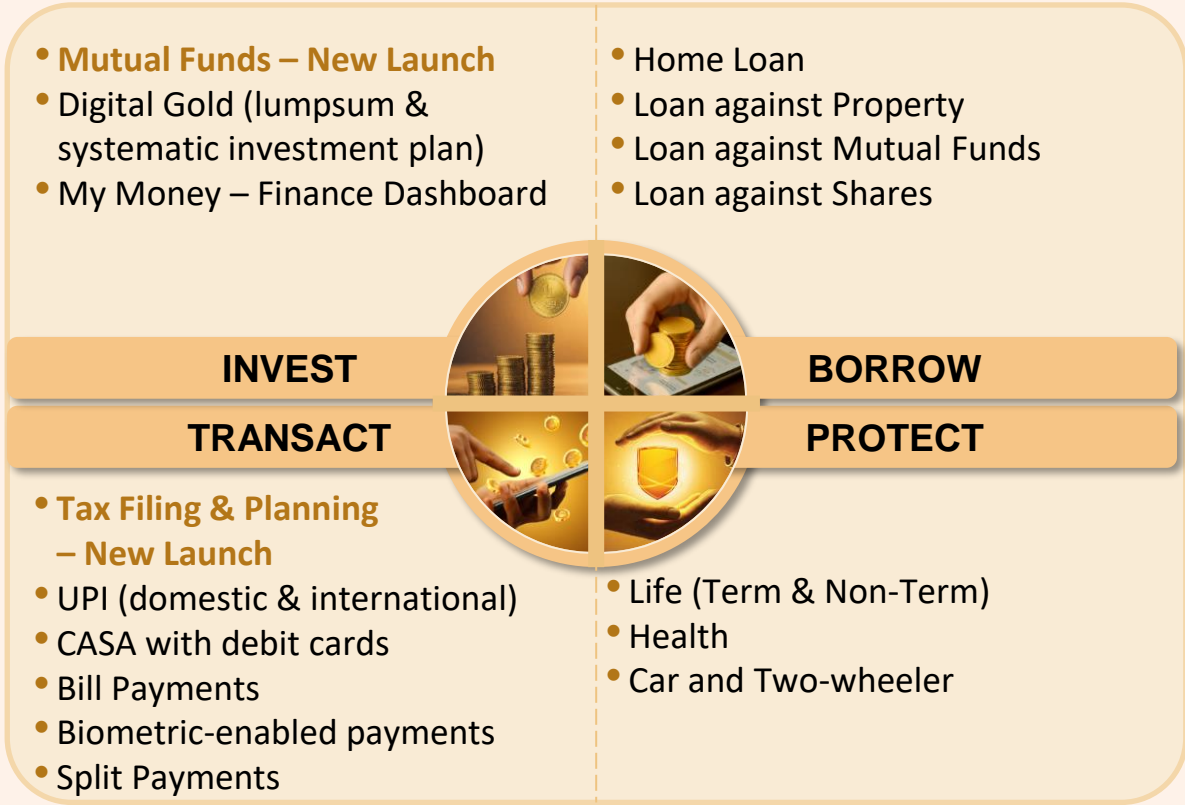 • Mutual Funds – New Launch
• Digital Gold (lumpsum &
systematic investment plan)
• My Money – Finance Dashboard
• Home Loan
• Loan against Property
• Loan against Mutual Funds
• Loan against Shares
INVEST
BORROW
TRANSACT
PROTECT
• Tax Filing & Planning
– New Launch
• UPI (domestic & international)
• CASA with debit cards
• Bill Payments
• Biometric-enabled payments
• Split Payments
• Life (Term & Non-Term)
• Health
• Car and Two-wheeler